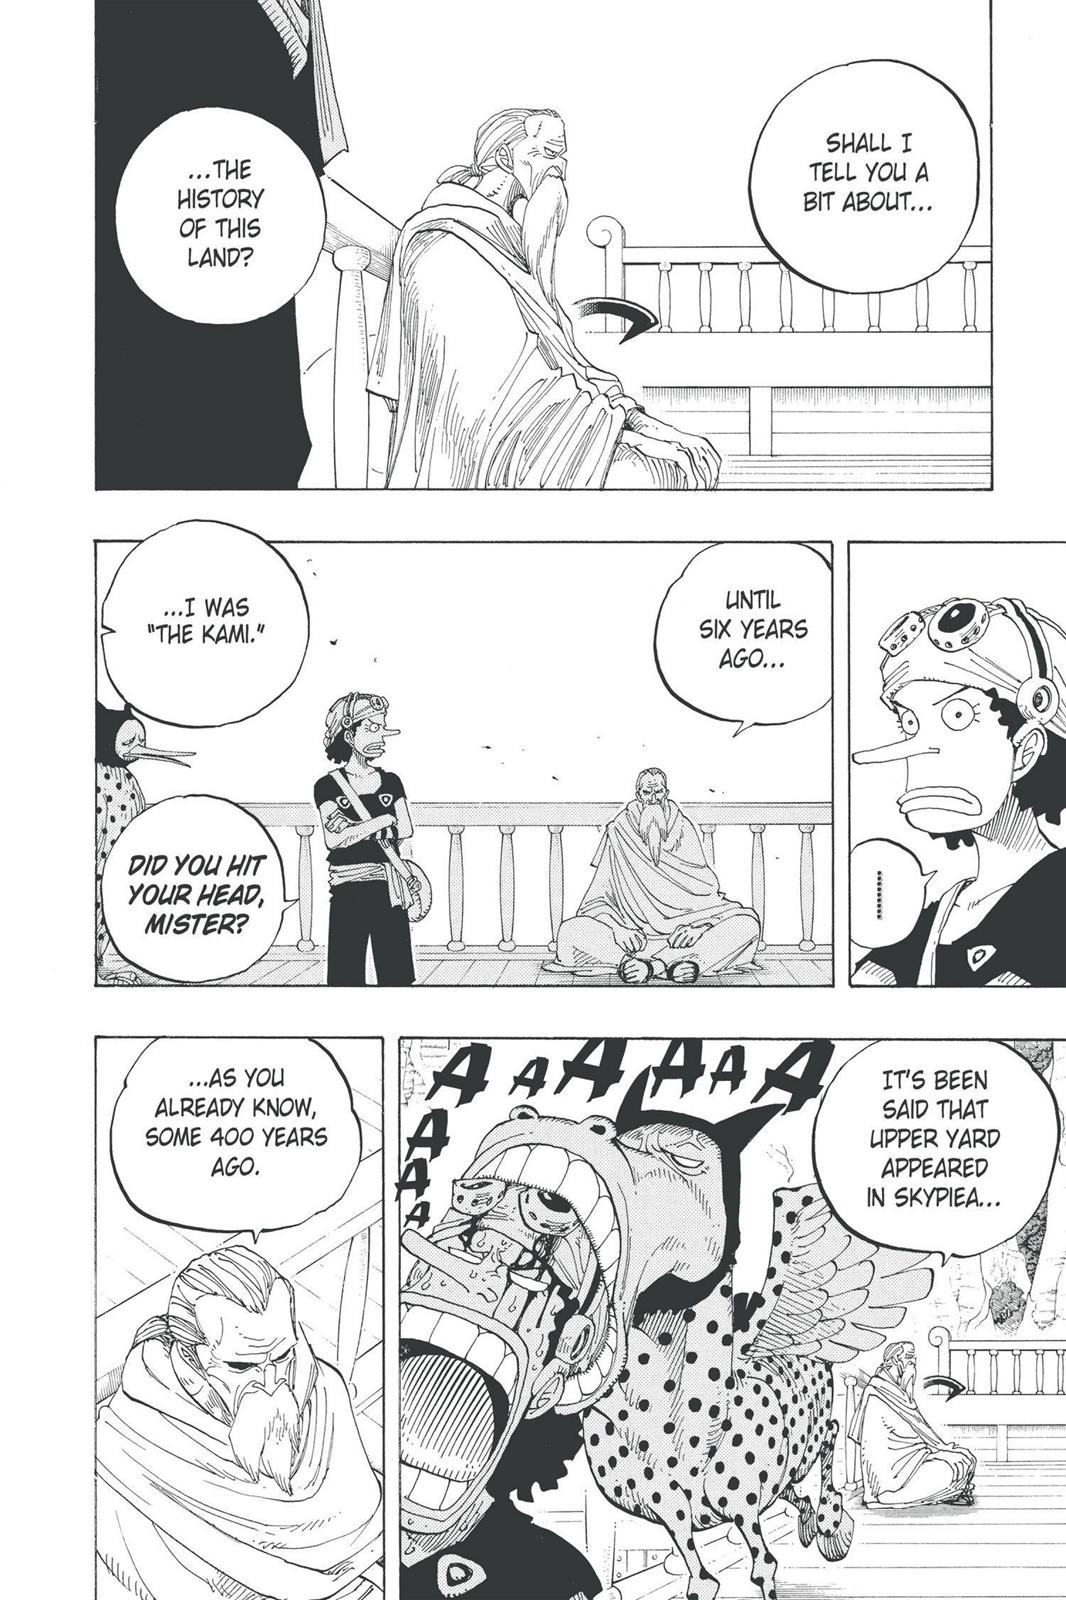 SHALL I
TELL YOU A
BIT ABOUT...
...THE
HISTORY
OF THIS
LAND?
UNTIL
SIX YEARS
AGO...
...I WAS
"THE KAMI."
DID YOU HIT
YOUR HEAD,
MISTER?
IT'S BEEN
SAID THAT
UPPER YARD
APPEARED
IN SKYPIEA...
AAAAAA
AAAA
...AS YOU
ALREADY KNOW,
SOME 400 YEARS
AGO.